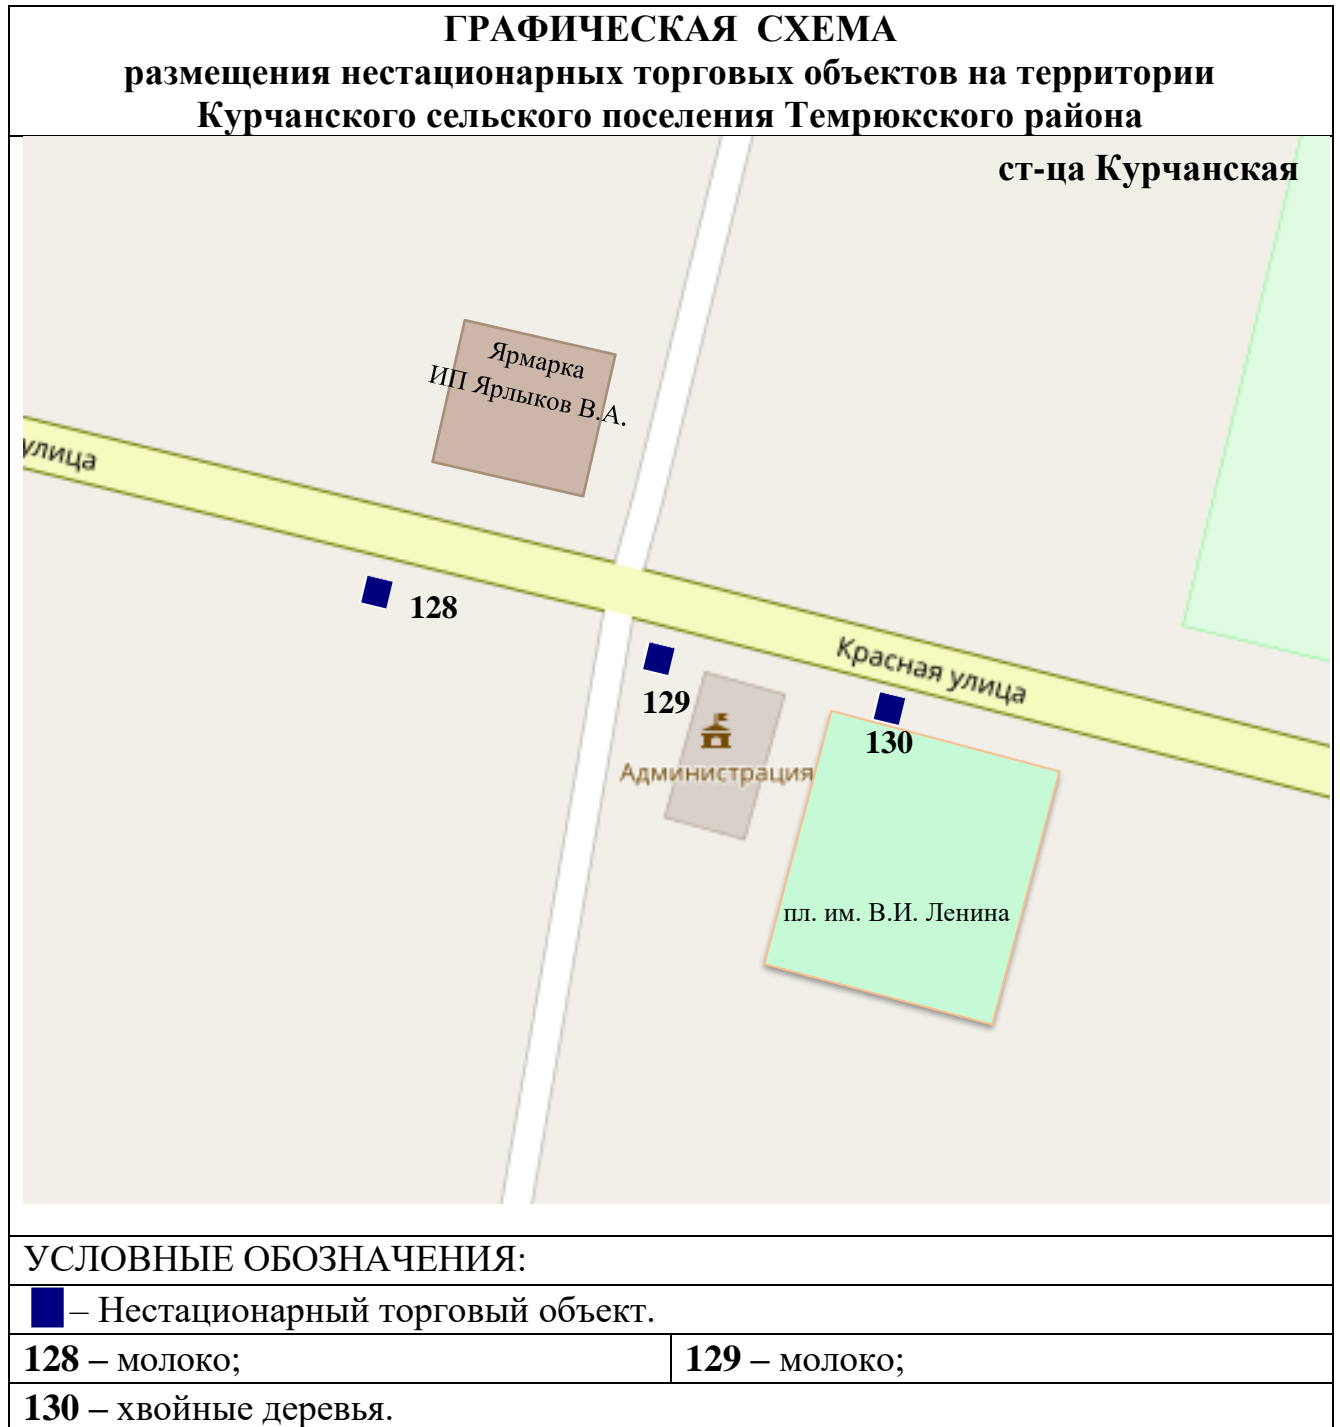 ГРАФИЧЕСКАЯ СХЕМА
размещения нестационарных торговых объектов на территории
Курчанского сельского поселения Темрюкского района
ст-ца Курчанская
Ярмарка
ИП Ярлыков В.А.
улица
128
Красная улица
129
130
Администрация
пл. им. В.И. Ленина
УСЛОВНЫЕ ОБОЗНАЧЕНИЯ:
– Нестационарный торговый объект.
128 – молоко;
129 – молоко;
130 – хвойные деревья.